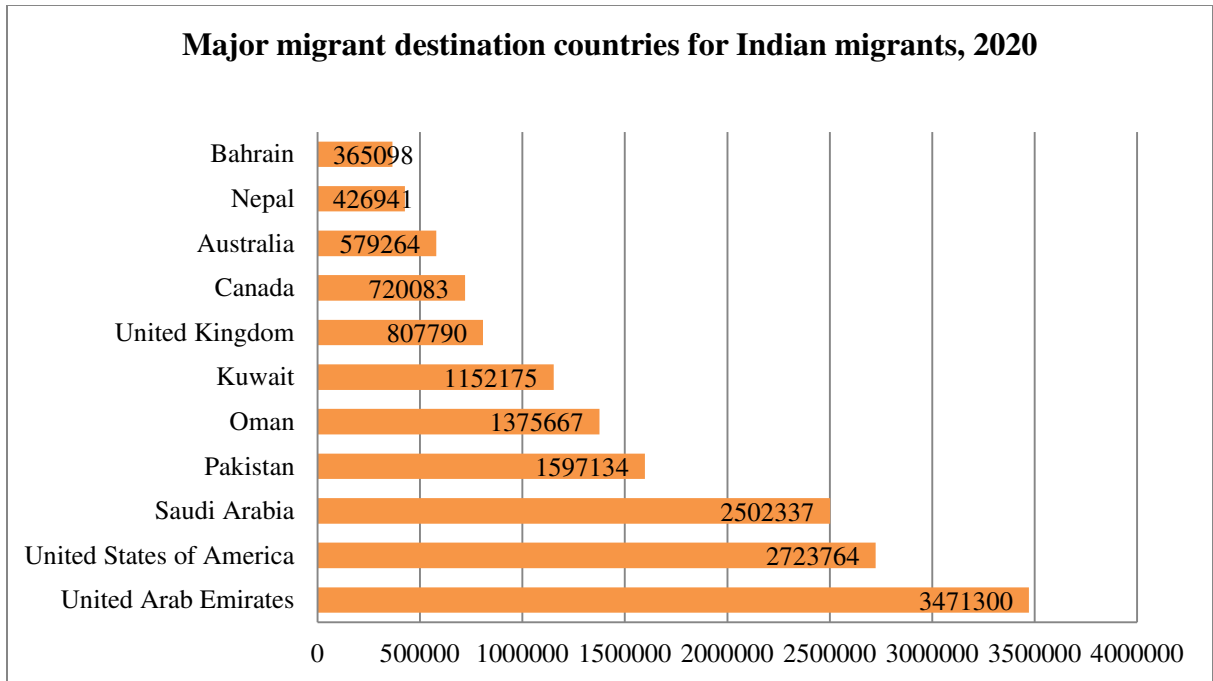 Major migrant destination countries for Indian migrants, 2020
Bahrain 365098
Nepal 426941
Australia 579264
Canada 720083
United Kingdom 807790
Kuwait 1152175
Oman 1375667
Pakistan 1597134
Saudi Arabia 2502337
United States of America 2723764
United Arab Emirates 3471300
0 500000 1000000 1500000 2000000 2500000 3000000 3500000 4000000